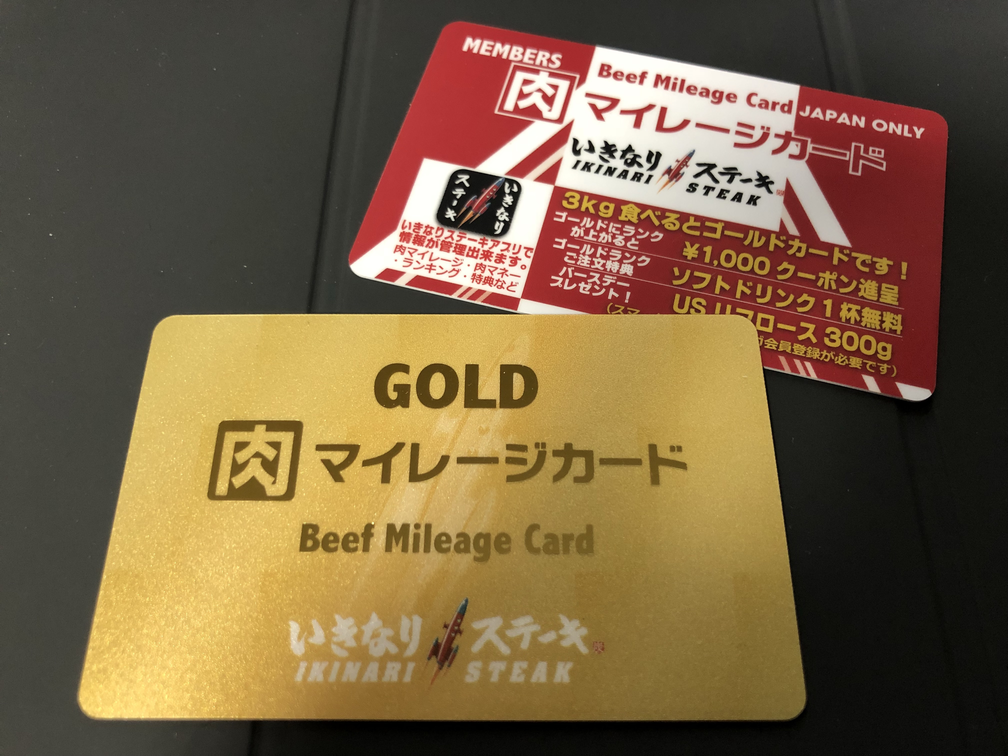 MEMBERS
Beef Mileage Card JAPAN ONLY
肉 マイレージカード
いきなりステーキ
IKINARI STEAK
いきなり
ステーキ
いきなりステーキアプリで
情報が管理出来ます。
肉マイレージ・肉マネー
・ランキング・特典など
3kg食べるとゴールドカードです！
ゴールドにランク
が上がると
¥1,000 クーポン進呈
ゴールドランク
ご注文特典
ソフトドリンク1杯無料
バースデー
プレゼント！
US リブロース 300g
会員登録が必要です)
GOLD
肉 マイレージカード
Beef Mileage Card
いきなりステーキ
IKINARI STEAK